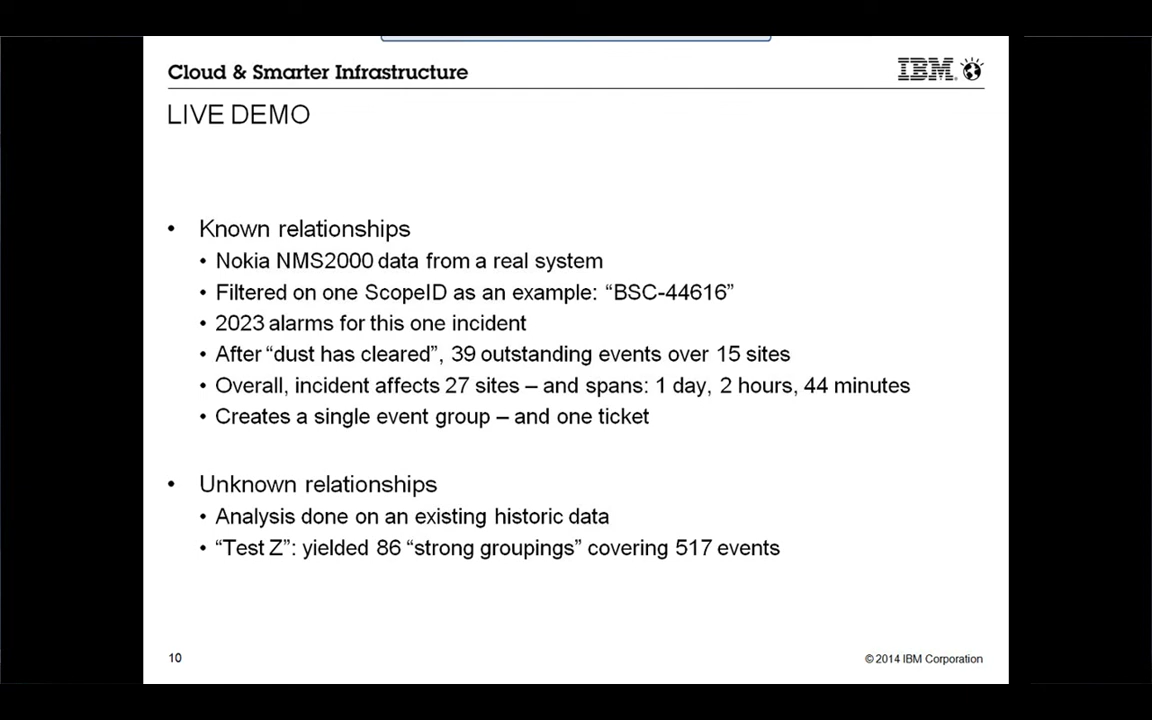 Cloud & Smarter Infrastructure
IBM
LIVE DEMO
• Known relationships
• Nokia NMS2000 data from a real system
• Filtered on one ScopeID as an example: “BSC-44616”
• 2023 alarms for this one incident
• After “dust has cleared”, 39 outstanding events over 15 sites
• Overall, incident affects 27 sites – and spans: 1 day, 2 hours, 44 minutes
• Creates a single event group – and one ticket
• Unknown relationships
• Analysis done on an existing historic data
• “Test Z”: yielded 86 “strong groupings” covering 517 events
10
© 2014 IBM Corporation